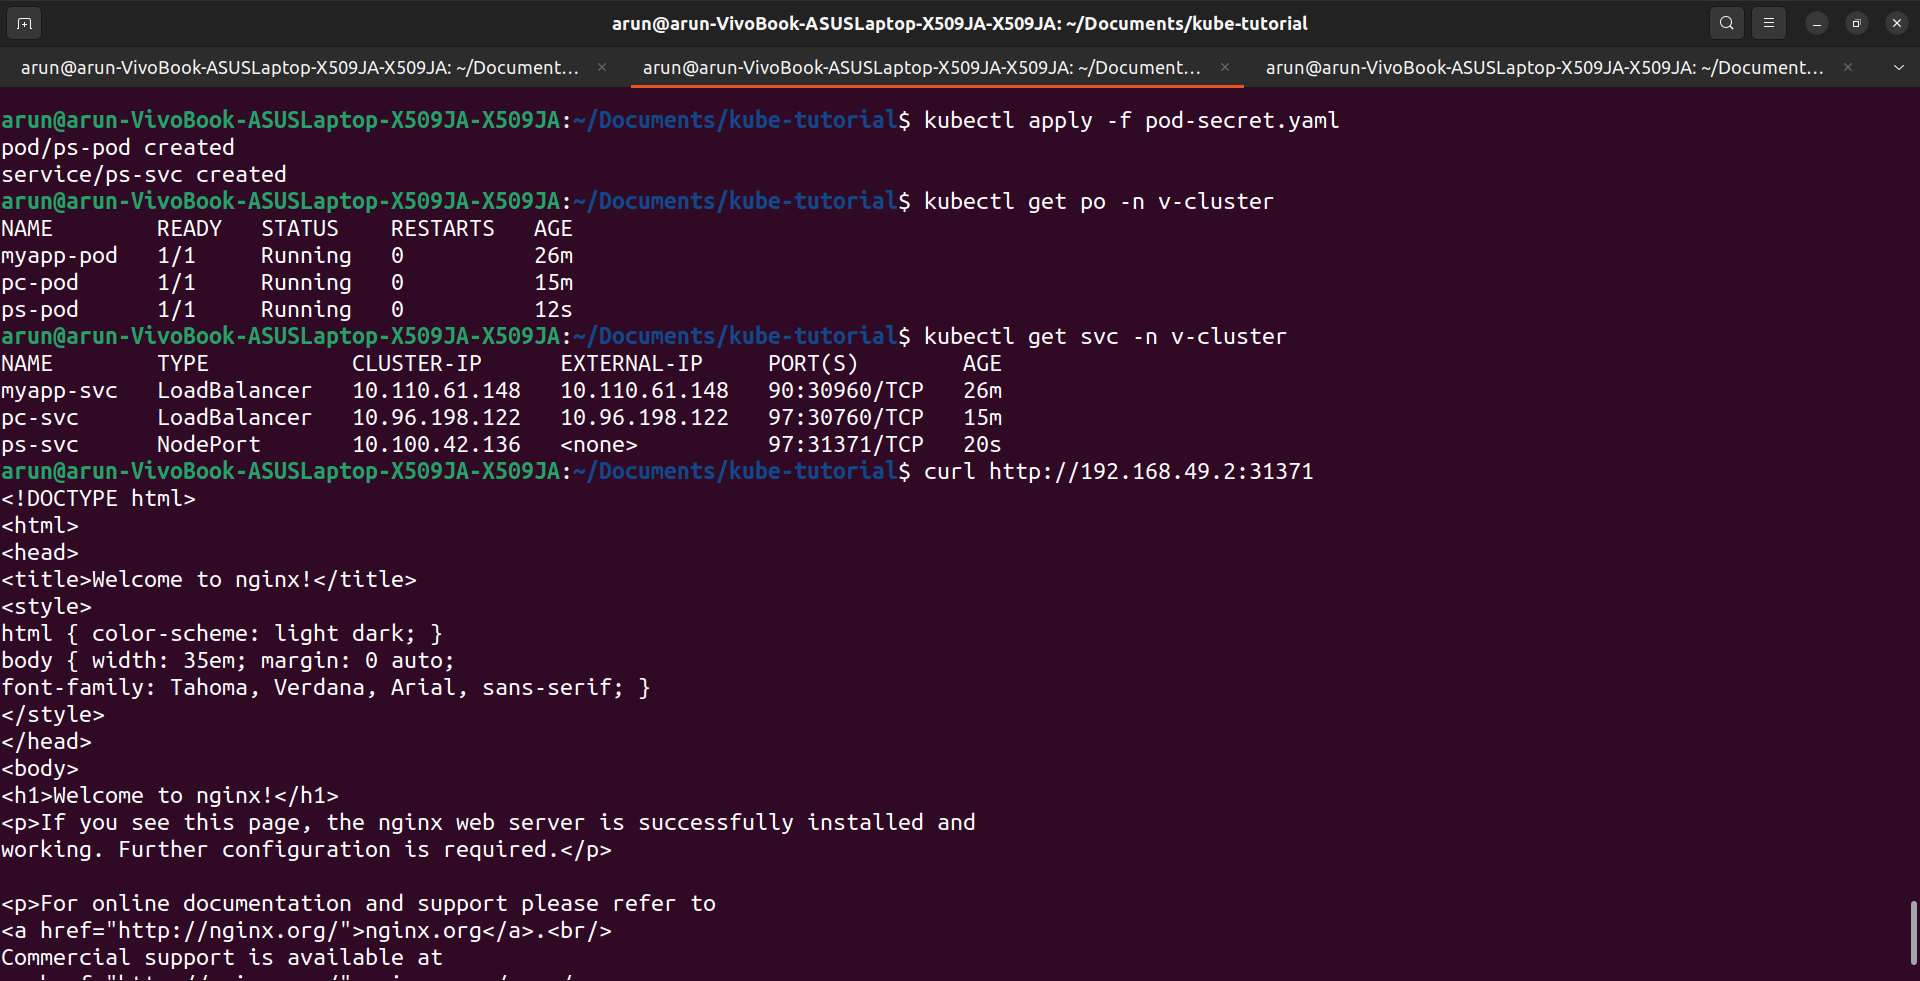 arun@arun-VivoBook-ASUSLaptop-X509JA-X509JA: ~/Documents/kube-tutorial
arun@arun-VivoBook-ASUSLaptop-X509JA-X509JA: ~/Document...
arun@arun-VivoBook-ASUSLaptop-X509JA-X509JA: ~/Document...
arun@arun-VivoBook-ASUSLaptop-X509JA-X509JA: ~/Document...
arun@arun-VivoBook-ASUSLaptop-X509JA-X509JA:~/Documents/kube-tutorial$ kubectl apply -f pod-secret.yaml
pod/ps-pod created
service/ps-svc created
arun@arun-VivoBook-ASUSLaptop-X509JA-X509JA:~/Documents/kube-tutorial$ kubectl get po -n v-cluster
NAME        READY   STATUS    RESTARTS   AGE
myapp-pod   1/1     Running   0          26m
pc-pod      1/1     Running   0          15m
ps-pod      1/1     Running   0          12s
arun@arun-VivoBook-ASUSLaptop-X509JA-X509JA:~/Documents/kube-tutorial$ kubectl get svc -n v-cluster
NAME        TYPE           CLUSTER-IP      EXTERNAL-IP     PORT(S)        AGE
myapp-svc   LoadBalancer   10.110.61.148   10.110.61.148   90:30960/TCP   26m
pc-svc      LoadBalancer   10.96.198.122   10.96.198.122   97:30760/TCP   15m
ps-svc      NodePort       10.100.42.136   <none>          97:31371/TCP   20s
arun@arun-VivoBook-ASUSLaptop-X509JA-X509JA:~/Documents/kube-tutorial$ curl http://192.168.49.2:31371
<!DOCTYPE html>
<html>
<head>
<title>Welcome to nginx!</title>
<style>
html { color-scheme: light dark; }
body { width: 35em; margin: 0 auto;
font-family: Tahoma, Verdana, Arial, sans-serif; }
</style>
</head>
<body>
<h1>Welcome to nginx!</h1>
<p>If you see this page, the nginx web server is successfully installed and
working. Further configuration is required.</p>

<p>For online documentation and support please refer to
<a href="http://nginx.org/">nginx.org</a>.<br/>
Commercial support is available at